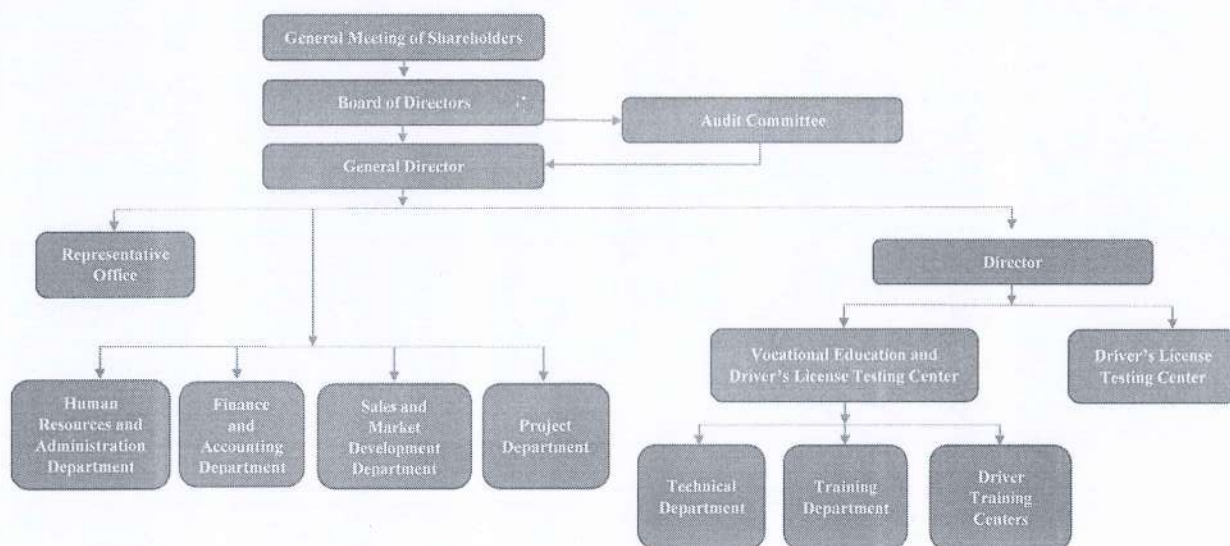 General Meeting of Shareholders
Board of Directors
Audit Committee
General Director
Representative
Office
Director
Vocational Education and
Driver's License Testing Center
Driver's License
Testing Center
Human
Resources and
Administration
Department
Finance
and
Accounting
Department
Sales and
Market
Development
Department
Project
Department
Technical
Department
Training
Department
Driver
Training
Centers